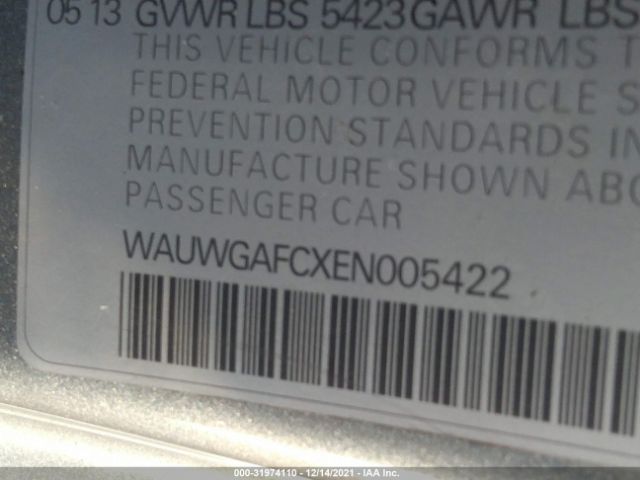 05 13 GVWR LBS 5423 GAWR LBS
THIS VEHICLE CONFORMS
FEDERAL MOTOR VEHICLE S
PREVENTION STANDARDS IN
MANUFACTURE SHOWN ABO
PASSENGER CAR
WAUWGAFCXEN005422
000-31974110 - 12/14/2021 - IAA Inc.